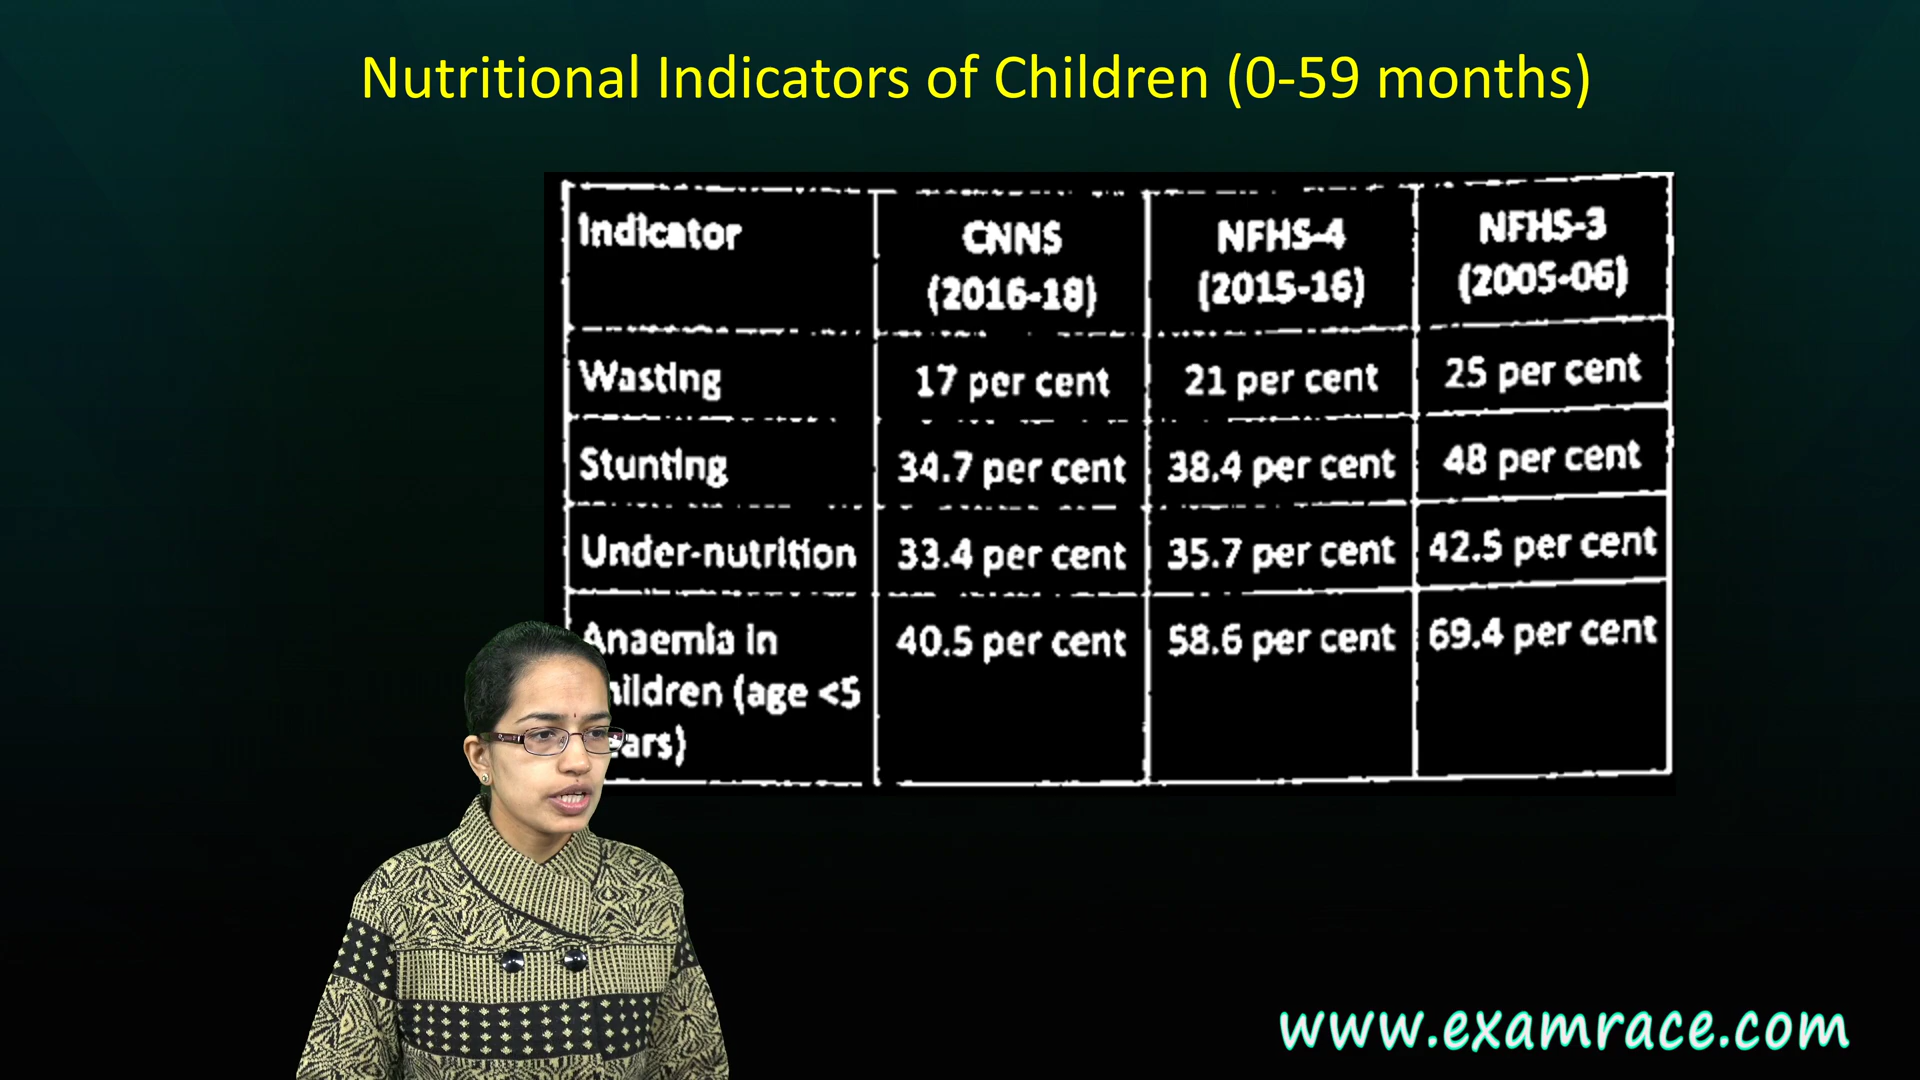 Nutritional Indicators of Children (0-59 months)
Indicator CNNS (2016-18) NFHS-4 (2015-16) NFHS-3 (2005-06)
Wasting 17 per cent 21 per cent 25 per cent
Stunting 34.7 per cent 38.4 per cent 48 per cent
Under-nutrition 33.4 per cent 35.7 per cent 42.5 per cent
Anaemia in 40.5 per cent 58.6 per cent 69.4 per cent
hildren (age <5
ears)
www.examrace.com